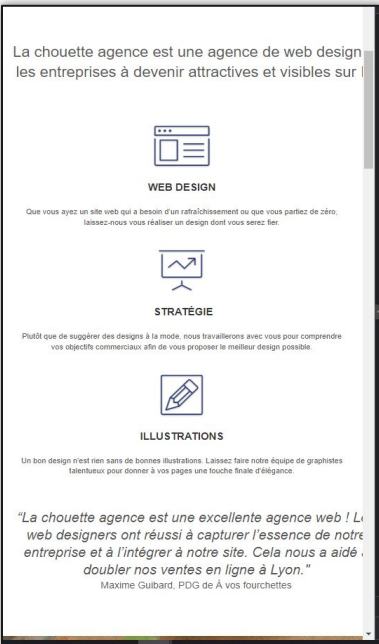 La chouette agence est une agence de web design
les entreprises à devenir attractives et visibles sur
WEB DESIGN
Que vous ayez un site web qui a besoin d'un rafraîchissement ou que vous partiez de zéro,
laissez-nous vous réaliser un design dont vous serez fier.
STRATÉGIE
Plutôt que de suggérer des designs à la mode, nous travaillerons avec vous pour comprendre
vos objectifs commerciaux afin de vous proposer le meilleur design possible.
ILLUSTRATIONS
Un bon design n'est rien sans de bonnes illustrations. Laissez faire notre équipe de graphistes
talentueux pour donner à vos pages une touche finale d'élégance.
“La chouette agence est une excellente agence web !
web designers ont réussi à capturer l'essence de notre
entreprise et à l'intégrer à notre site. Cela nous a aidé
doubler nos ventes en ligne à Lyon."
Maxime Guibard, PDG de À vos fourchettes